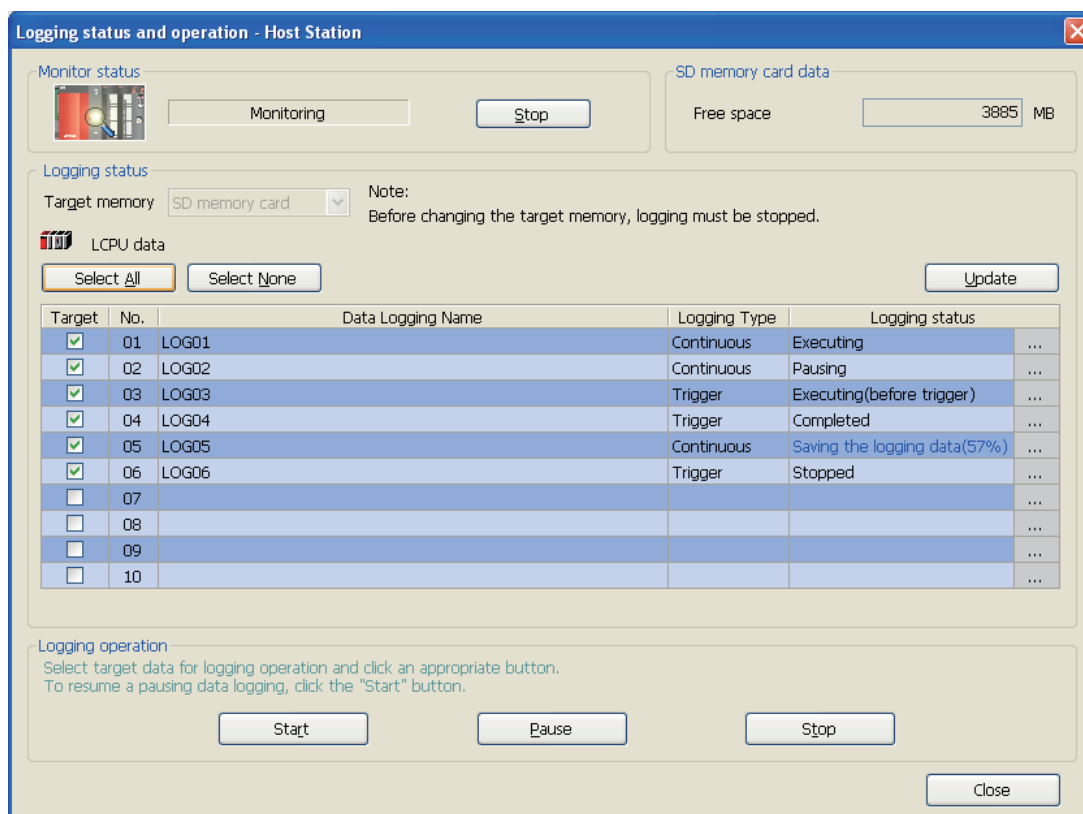 Logging status and operation - Host Station
Monitor status
Monitoring
Stop
SD memory card data
Free space 3885 MB
Logging status
Target memory SD memory card
Note:
Before changing the target memory, logging must be stopped.
LCPU data
Select All Select None Update
Target No. Data Logging Name Logging Type Logging status
01 LOG01 Continuous Executing ...
02 LOG02 Continuous Pausing ...
03 LOG03 Trigger Executing(before trigger) ...
04 LOG04 Trigger Completed ...
05 LOG05 Continuous Saving the logging data(57%) ...
06 LOG06 Trigger Stopped ...
07 ...
08 ...
09 ...
10 ...
Logging operation
Select target data for logging operation and click an appropriate button.
To resume a pausing data logging, click the "Start" button.
Start Pause Stop
Close